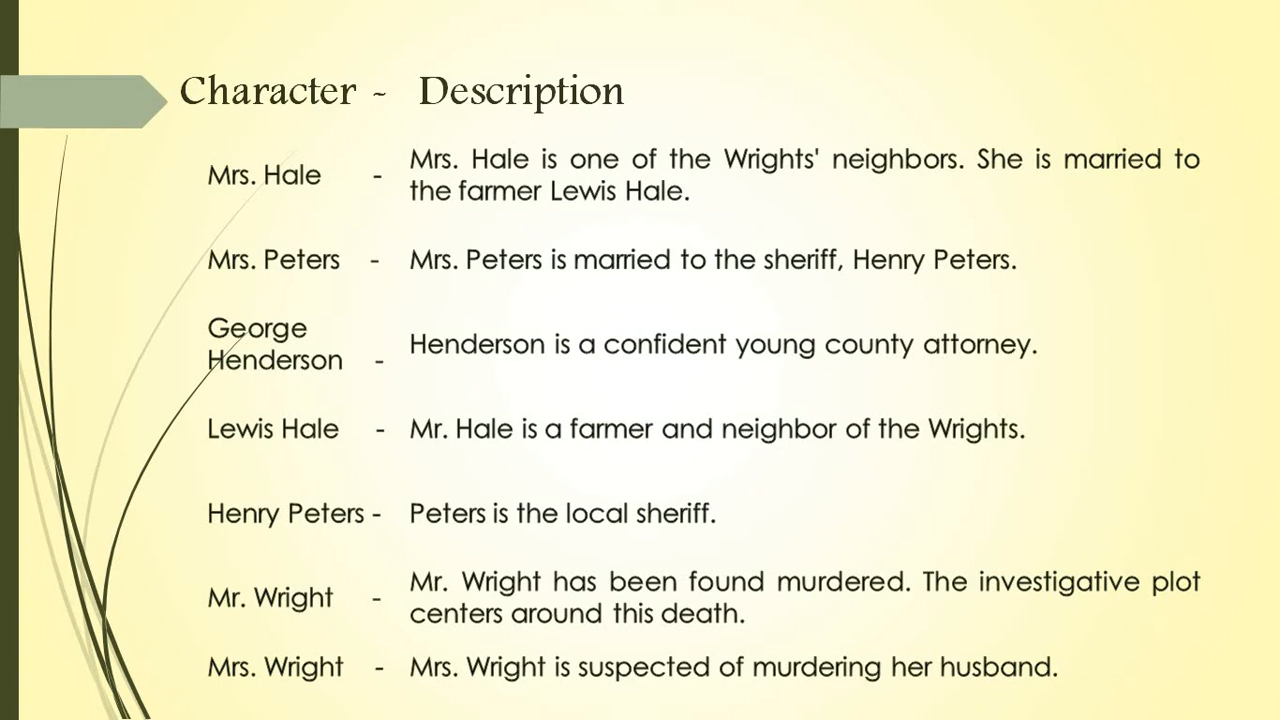 Character - Description
Mrs. Hale - Mrs. Hale is one of the Wrights' neighbors. She is married to
the farmer Lewis Hale.
Mrs. Peters - Mrs. Peters is married to the sheriff, Henry Peters.
George
Henderson - Henderson is a confident young county attorney.
Lewis Hale - Mr. Hale is a farmer and neighbor of the Wrights.
Henry Peters - Peters is the local sheriff.
Mr. Wright - Mr. Wright has been found murdered. The investigative plot
centers around this death.
Mrs. Wright - Mrs. Wright is suspected of murdering her husband.